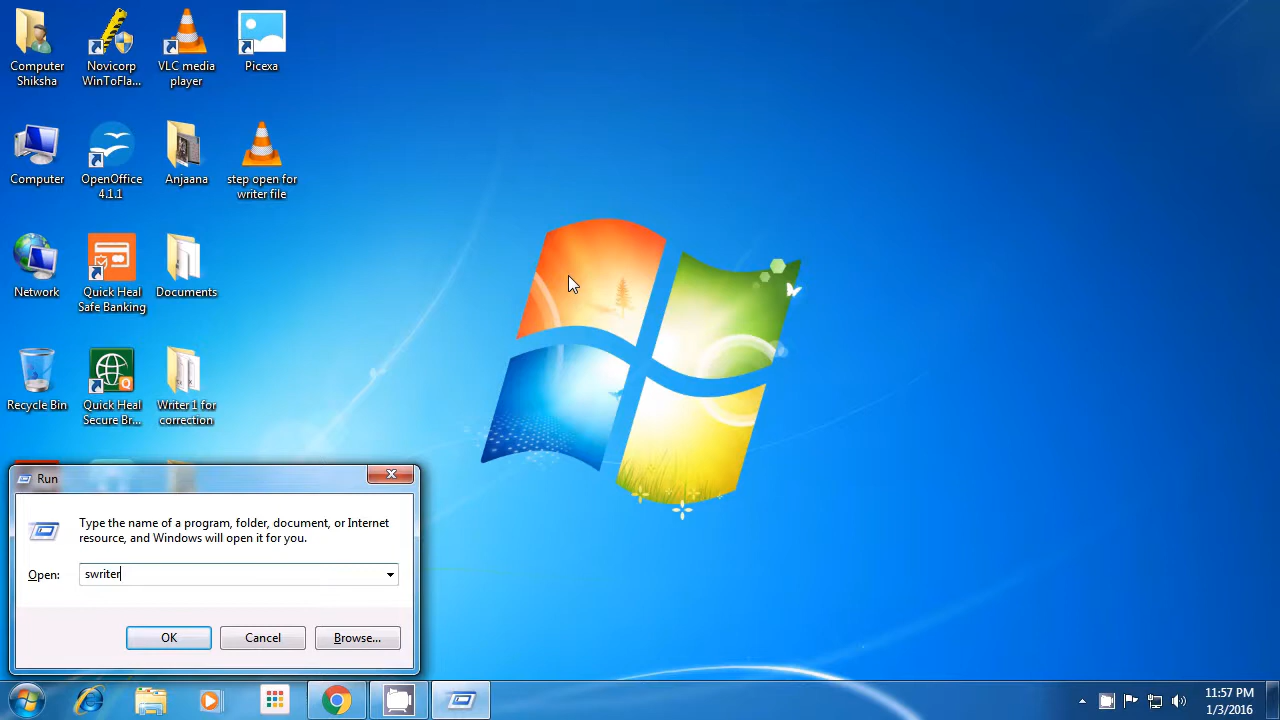 Computer
Shiksha
Novicorp
WinToFla...
VLC media
player
Picexa
Computer
OpenOffice
4.1.1
Anjaana
step open for
writer file
Network
Quick Heal
Safe Banking
Documents
Recycle Bin
Quick Heal
Secure Br...
Writer 1 for
correction
Run
Type the name of a program, folder, document, or Internet
resource, and Windows will open it for you.
Open:
swriter
OK
Cancel
Browse...
11:57 PM
1/3/2016